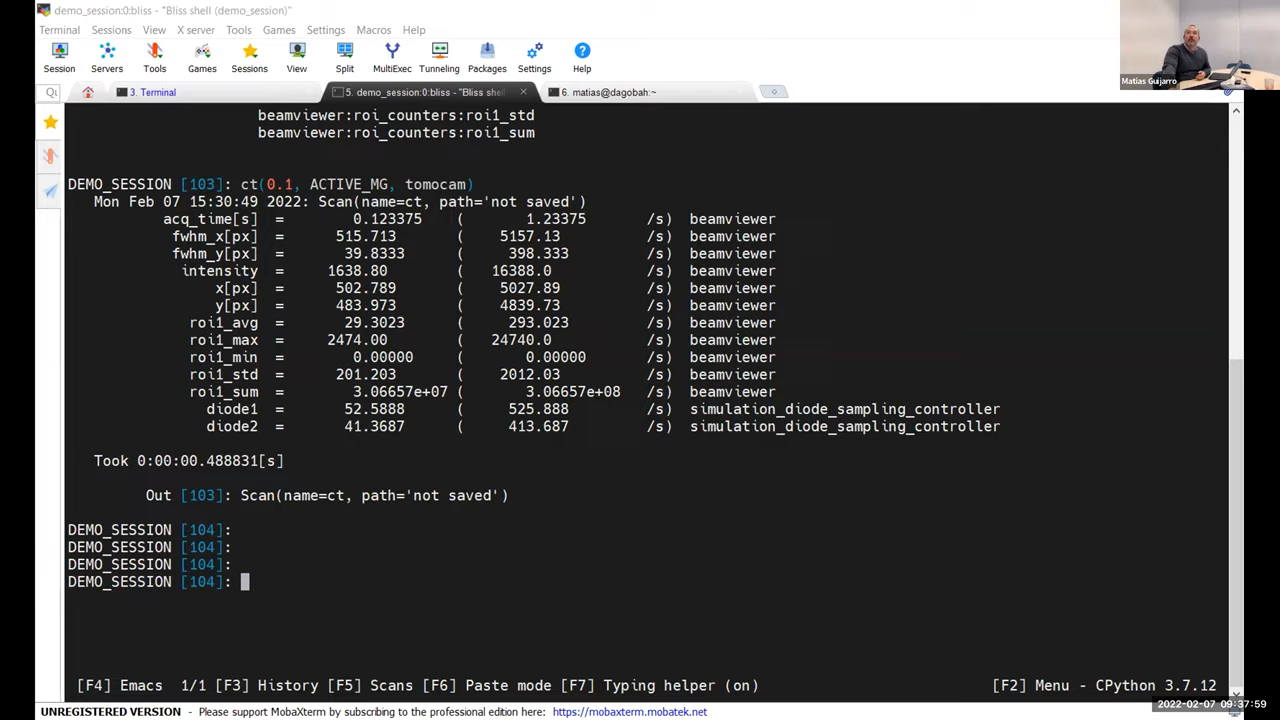 demo_session:0:bliss - "Bliss shell (demo_session)"
Terminal Sessions View X server Tools Games Settings Macros Help
Session Servers Tools Games Sessions View Split MultiExec Tunneling Packages Settings Help
Matias Guijarro
Qu
3. Terminal
5. demo_session:0:bliss - "Bliss shell
6. matias@dagobah:~
beamviewer:roi_counters:roi1_std
beamviewer:roi_counters:roi1_sum
DEMO_SESSION [103]: ct(0.1, ACTIVE_MG, tomocam)
Mon Feb 07 15:30:49 2022: Scan(name=ct, path='not saved')
acq_time[s] = 0.123375 ( 1.23375 /s) beamviewer
fwhm_x[px] = 515.713 ( 5157.13 /s) beamviewer
fwhm_y[px] = 39.8333 ( 398.333 /s) beamviewer
intensity = 1638.80 ( 16388.0 /s) beamviewer
x[px] = 502.789 ( 5027.89 /s) beamviewer
y[px] = 483.973 ( 4839.73 /s) beamviewer
roi1_avg = 29.3023 ( 293.023 /s) beamviewer
roi1_max = 2474.00 ( 24740.0 /s) beamviewer
roi1_min = 0.00000 ( 0.00000 /s) beamviewer
roi1_std = 201.203 ( 2012.03 /s) beamviewer
roi1_sum = 3.06657e+07 ( 3.06657e+08 /s) beamviewer
diode1 = 52.5888 ( 525.888 /s) simulation_diode_sampling_controller
diode2 = 41.3687 ( 413.687 /s) simulation_diode_sampling_controller
Took 0:00:00.488831[s]
Out [103]: Scan(name=ct, path='not saved')
DEMO_SESSION [104]:
DEMO_SESSION [104]:
DEMO_SESSION [104]:
DEMO_SESSION [104]:
[F4] Emacs 1/1 [F3] History [F5] Scans [F6] Paste mode [F7] Typing helper (on) [F2] Menu - CPython 3.7.12
UNREGISTERED VERSION - Please support MobaXterm by subscribing to the professional edition here: https://mobaxterm.mobatek.net
2022-02-07 09:37:59